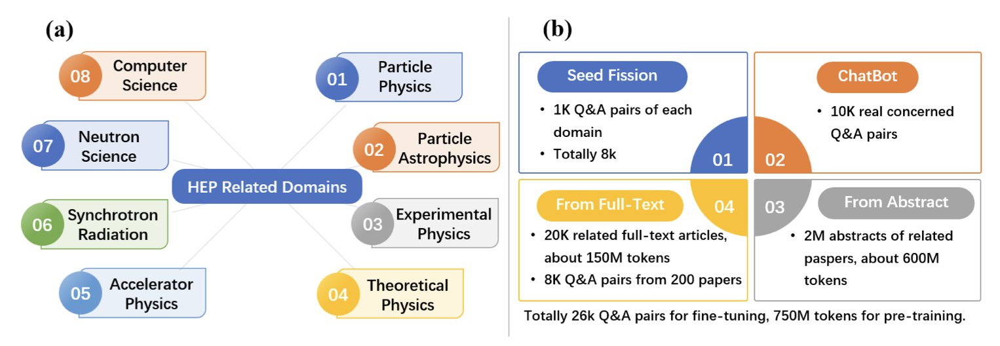 (a)
08
Computer
Science
01
Particle
Physics
07
Neutron
Science
02
Particle
Astrophysics
HEP Related Domains
06
Synchrotron
Radiation
03
Experimental
Physics
05
Accelerator
Physics
04
Theoretical
Physics
(b)
Seed Fission
• 1K Q&A pairs of each
domain
• Totally 8k
01
ChatBot
• 10K real concerned
Q&A pairs
02
From Full-Text
04
• 20K related full-text articles,
about 150M tokens
• 8K Q&A pairs from 200 papers
From Abstract
03
• 2M abstracts of related
paspers, about 600M
tokens
Totally 26k Q&A pairs for fine-tuning, 750M tokens for pre-training.